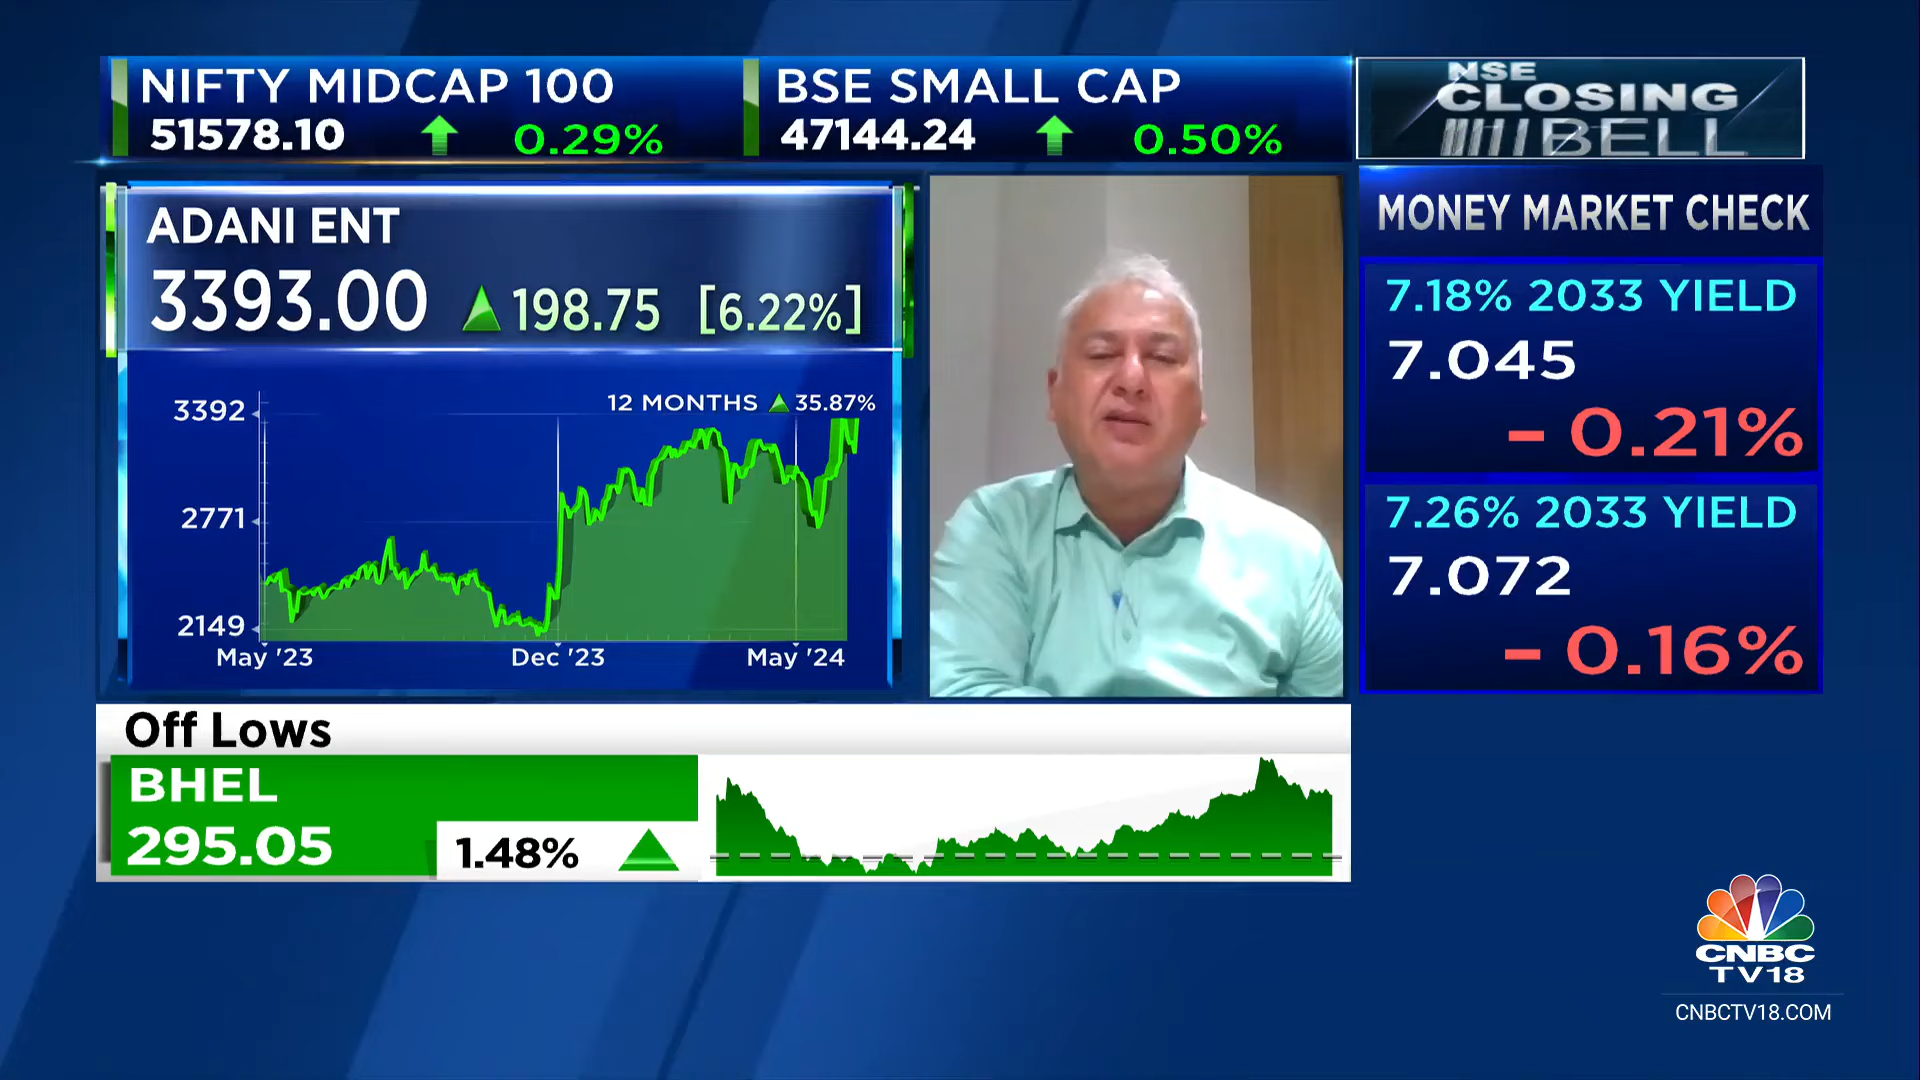 NIFTY MIDCAP 100
51578.10 0.29%
BSE SMALL CAP
47144.24 0.50%
NSE
CLOSING
BELL
ADANI ENT
3393.00 198.75 [6.22%]
12 MONTHS 35.87%
3392
2771
2149
May '23 Dec '23 May '24
MONEY MARKET CHECK
7.18% 2033 YIELD
7.045
– 0.21%
7.26% 2033 YIELD
7.072
– 0.16%
Off Lows
BHEL
295.05
1.48%
CNBC
TV18
CNBCTV18.COM